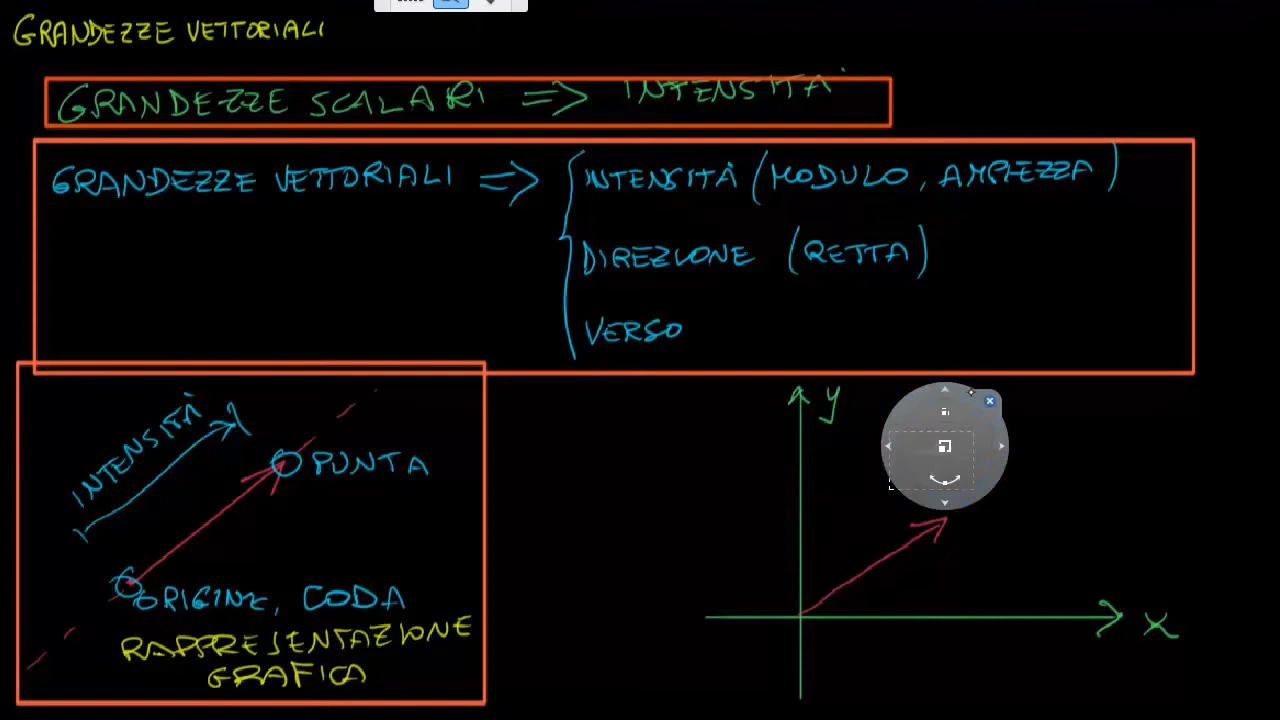 GRANDEZZE VETTORIALI
GRANDEZZE SCALARI => INTENSITÀ
GRANDEZZE VETTORIALI => { INTENSITÀ (MODULO, AMPIEZZA)
DIREZIONE (RETTA)
VERSO
INTENSITÀ
PUNTA
ORIGINE, CODA
RAPPRESENTAZIONE
GRAFICA
y
x